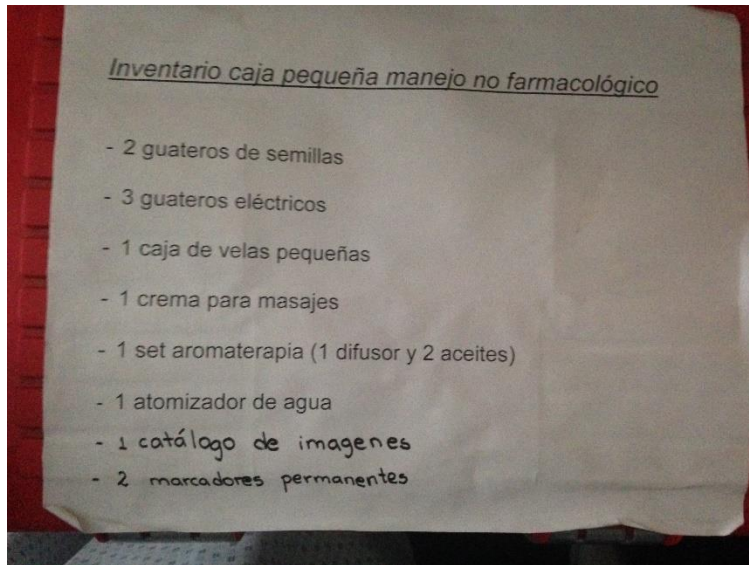 Inventario caja pequeña manejo no farmacológico
- 2 guateros de semillas
- 3 guateros eléctricos
- 1 caja de velas pequeñas
- 1 crema para masajes
- 1 set aromaterapia (1 difusor y 2 aceites)
- 1 atomizador de agua
- 1 catálogo de imagenes
- 2 marcadores permanentes